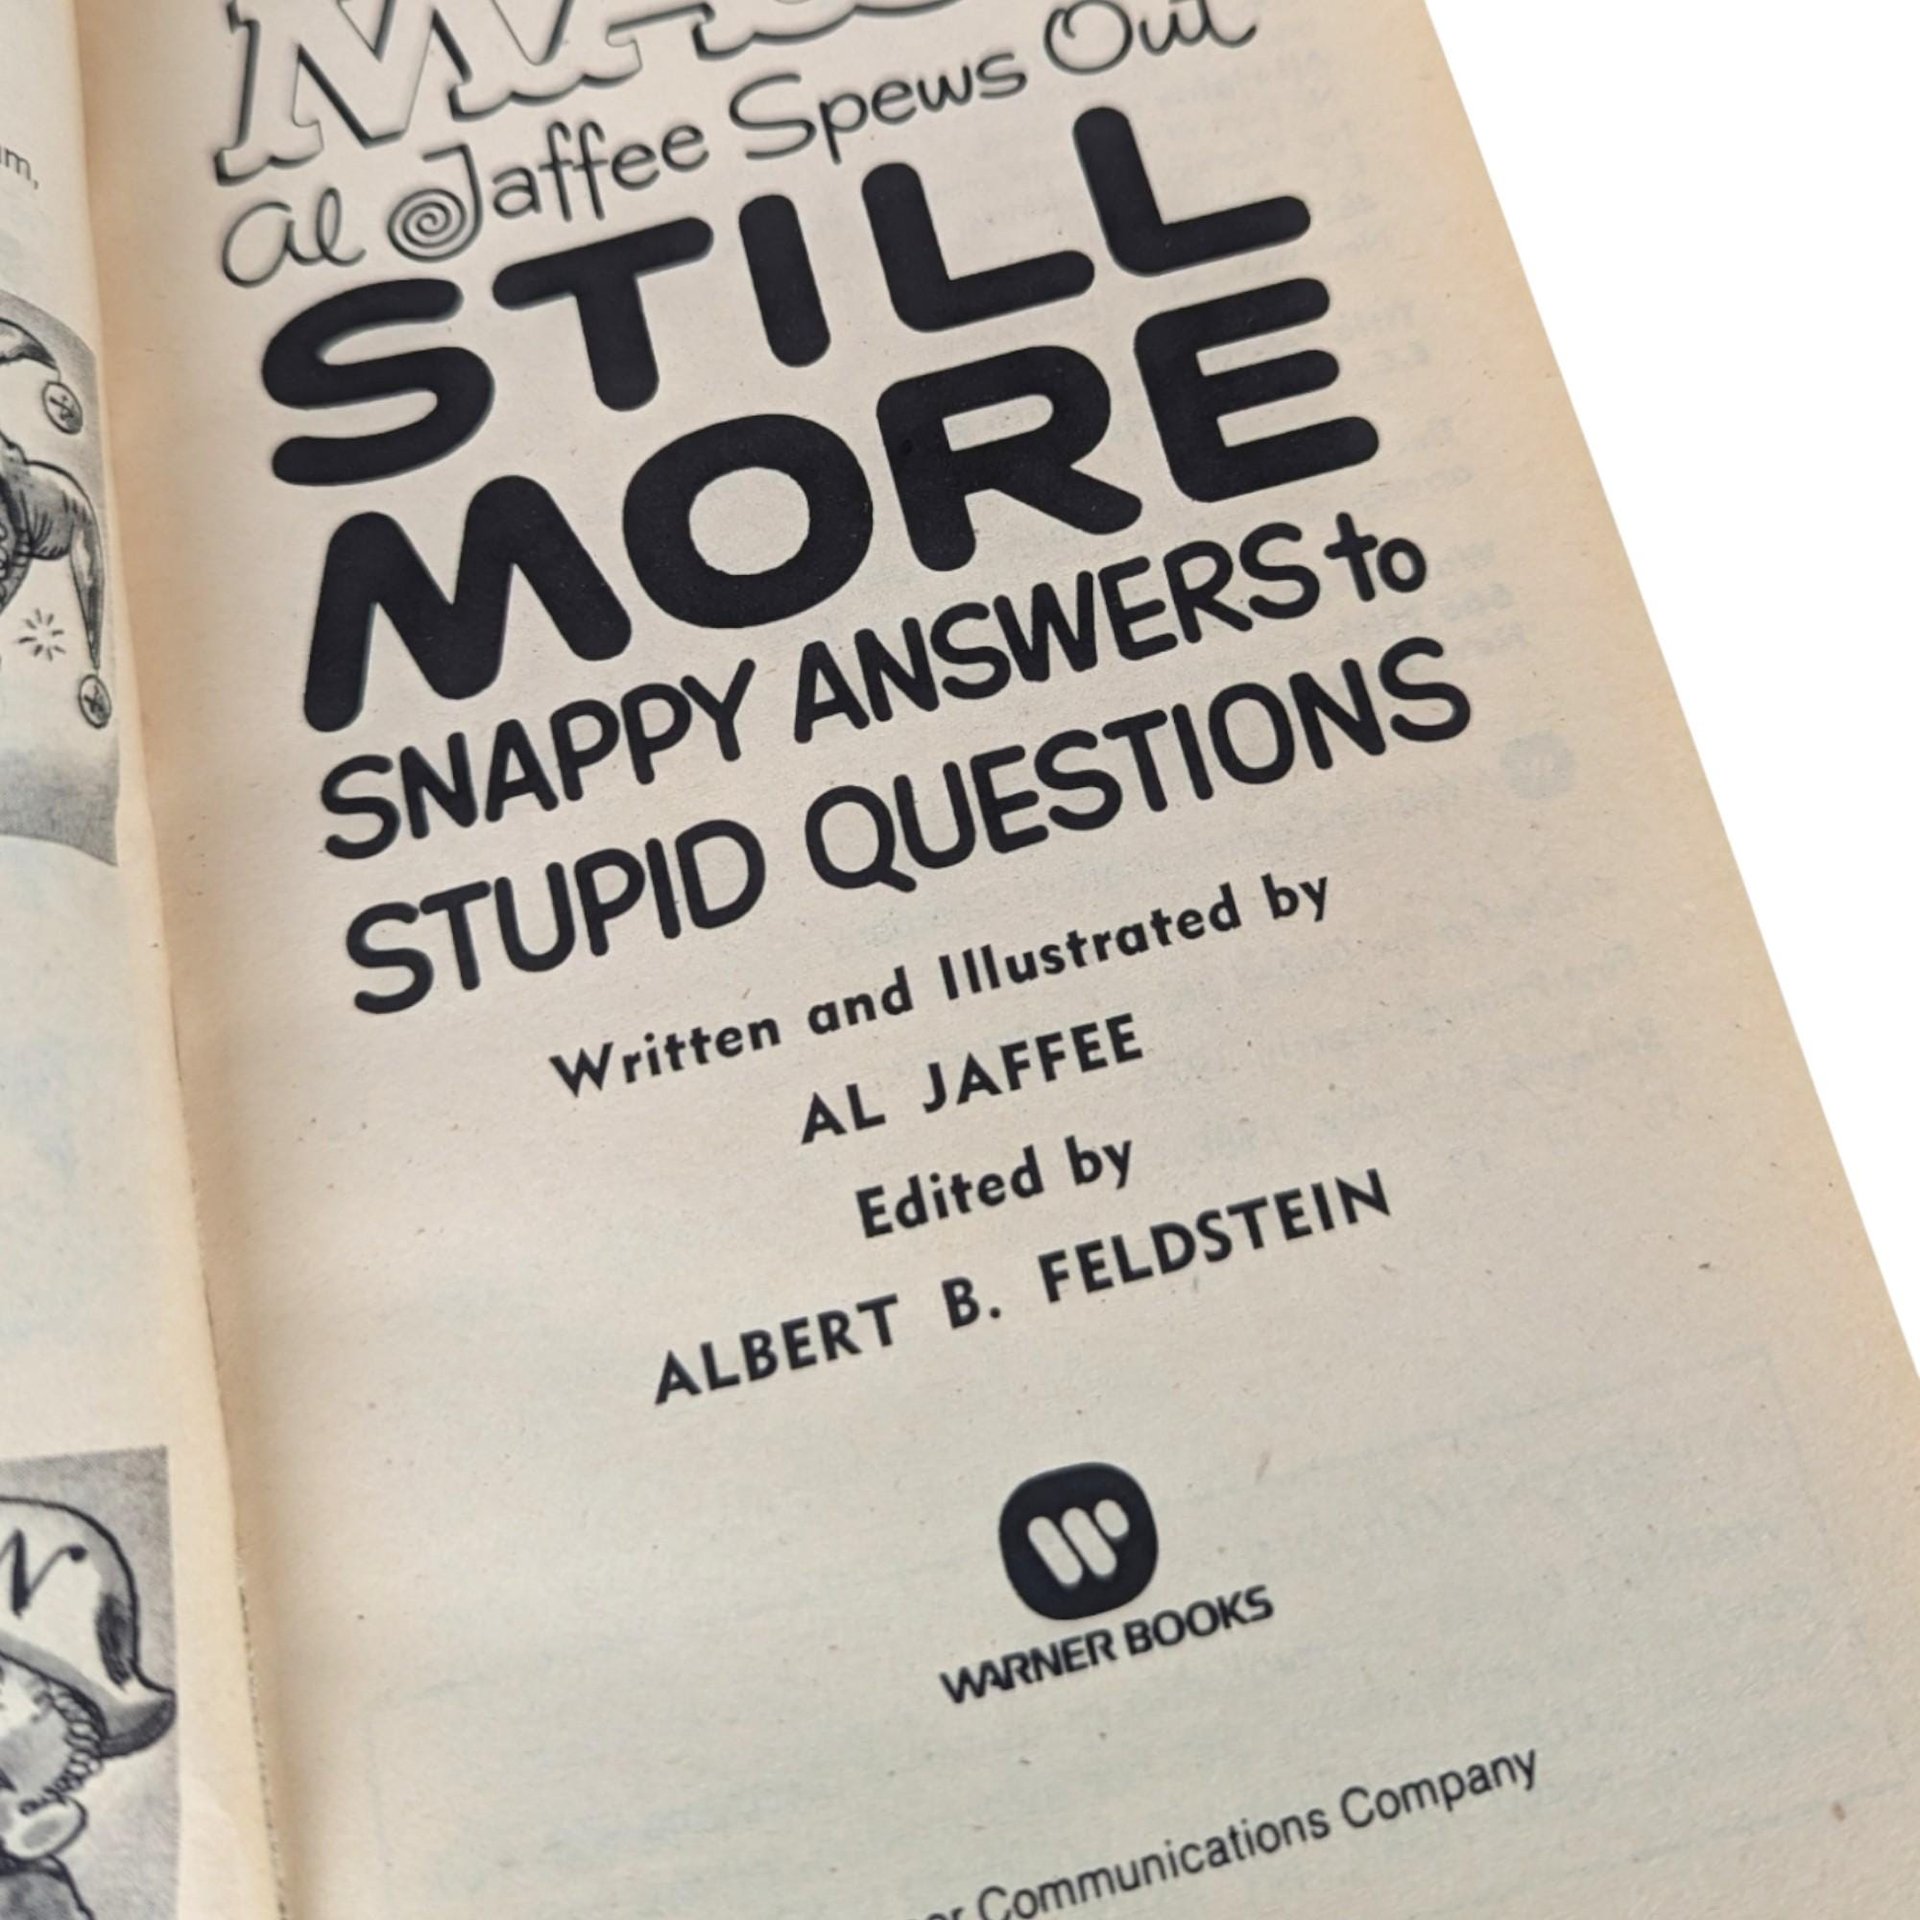 MAD
Al Jaffee Spews Out
STILL
MORE
SNAPPY ANSWERS to
STUPID QUESTIONS
Written and Illustrated by
AL JAFFEE
Edited by
ALBERT B. FELDSTEIN
WARNER BOOKS
Communications Company